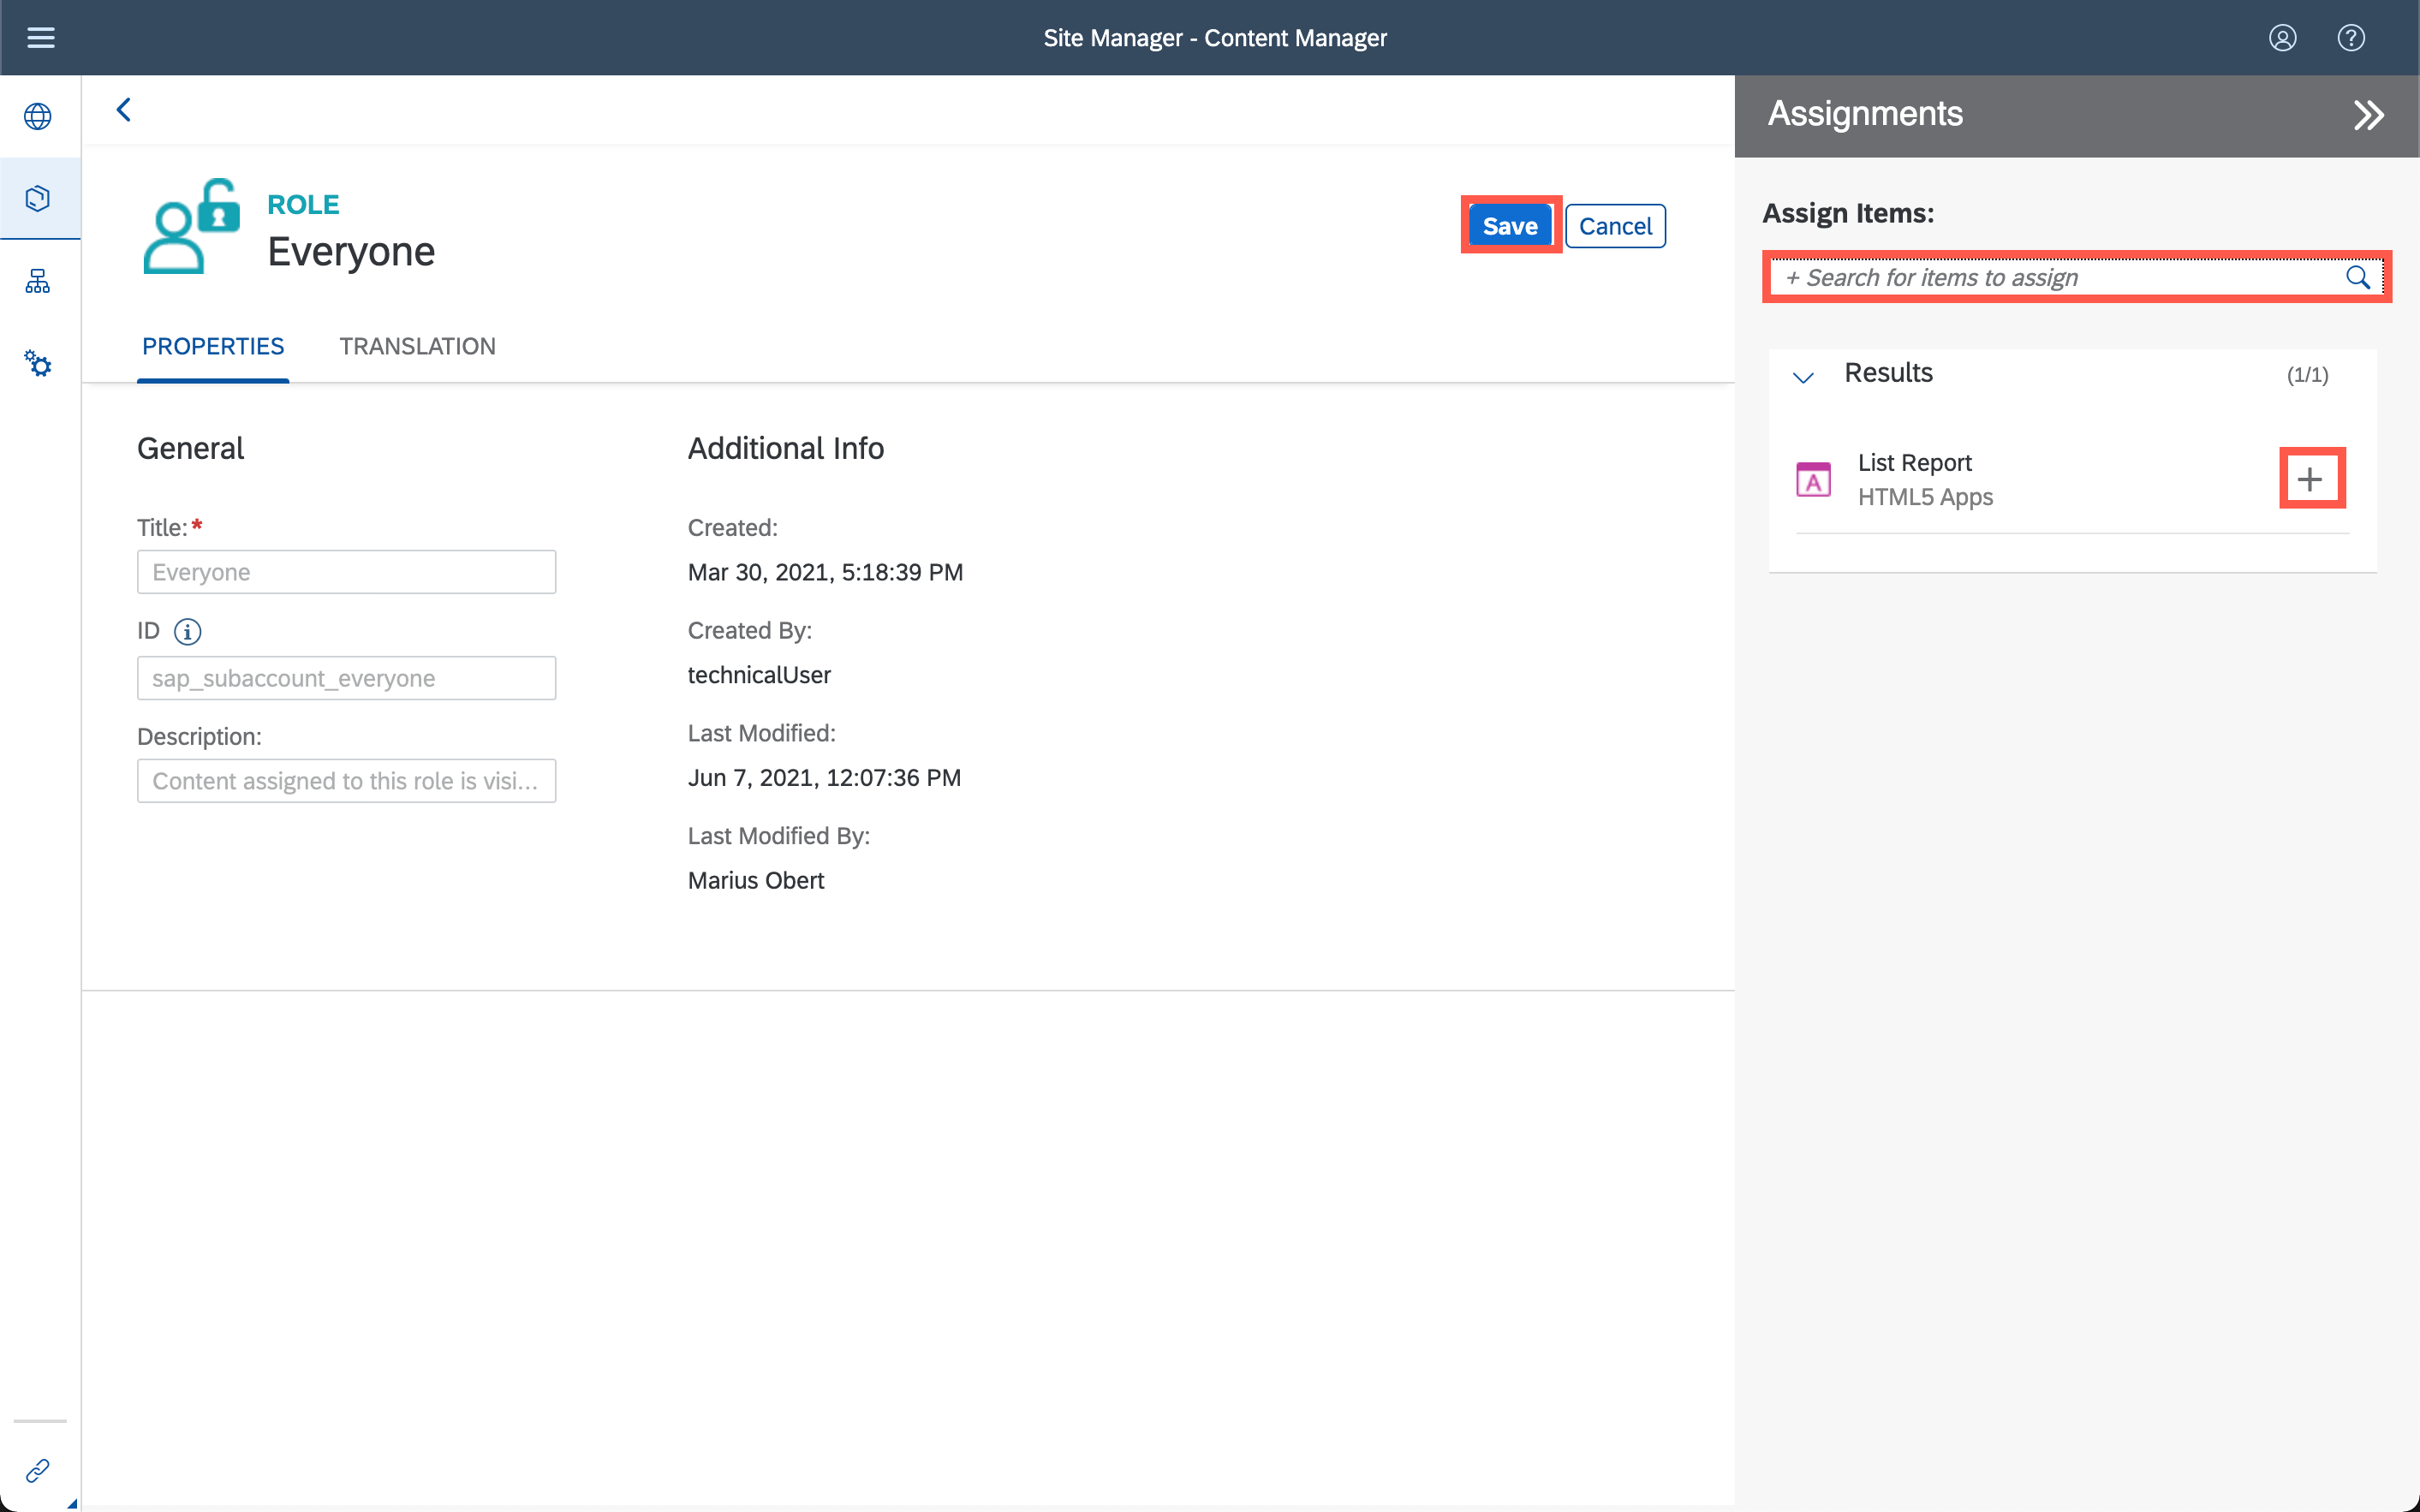 Site Manager - Content Manager
ROLE
Everyone
Save
Cancel
PROPERTIES
TRANSLATION
General
Title:*
Everyone
ID
sap_subaccount_everyone
Description:
Content assigned to this role is visi...
Additional Info
Created:
Mar 30, 2021, 5:18:39 PM
Created By:
technicalUser
Last Modified:
Jun 7, 2021, 12:07:36 PM
Last Modified By:
Marius Obert
Assignments
Assign Items:
+ Search for items to assign
Results
(1/1)
A
List Report
HTML5 Apps